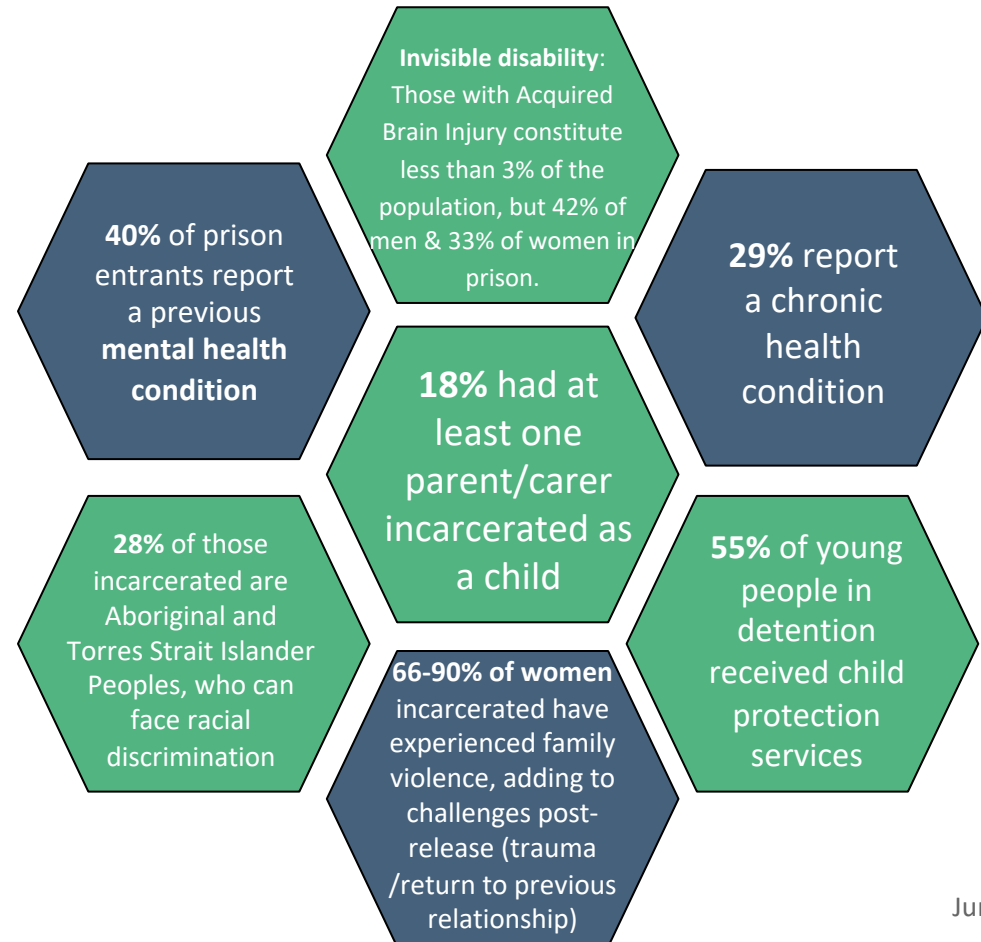 Invisible disability:
Those with Acquired
Brain Injury constitute
less than 3% of the
population, but 42% of
men & 33% of women in
prison.
40% of prison
entrants report
a previous
mental health
condition
29% report
a chronic
health
condition
18% had at
least one
parent/carer
incarcerated as
a child
28% of those
incarcerated are
Aboriginal and
Torres Strait Islander
Peoples, who can
face racial
discrimination
55% of young
people in
detention
received child
protection
services
66-90% of women
incarcerated have
experienced family
violence, adding to
challenges post-
release (trauma
/return to previous
relationship)
Jun